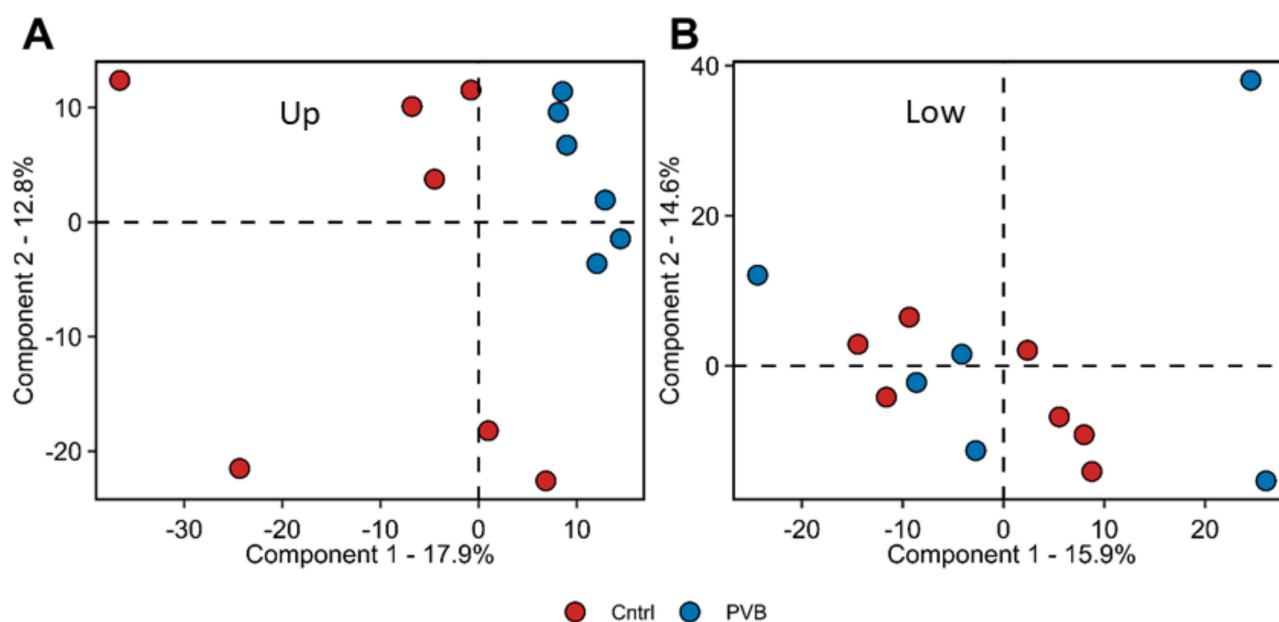 A
B
Up
Low
Component 2 - 12.8%
10
0
-10
-20
-30
-20
-10
0
10
Component 1 - 17.9%
Component 2 - 14.6%
40
20
0
-20
-10
0
10
20
Component 1 - 15.9%
Cntrl
PVB